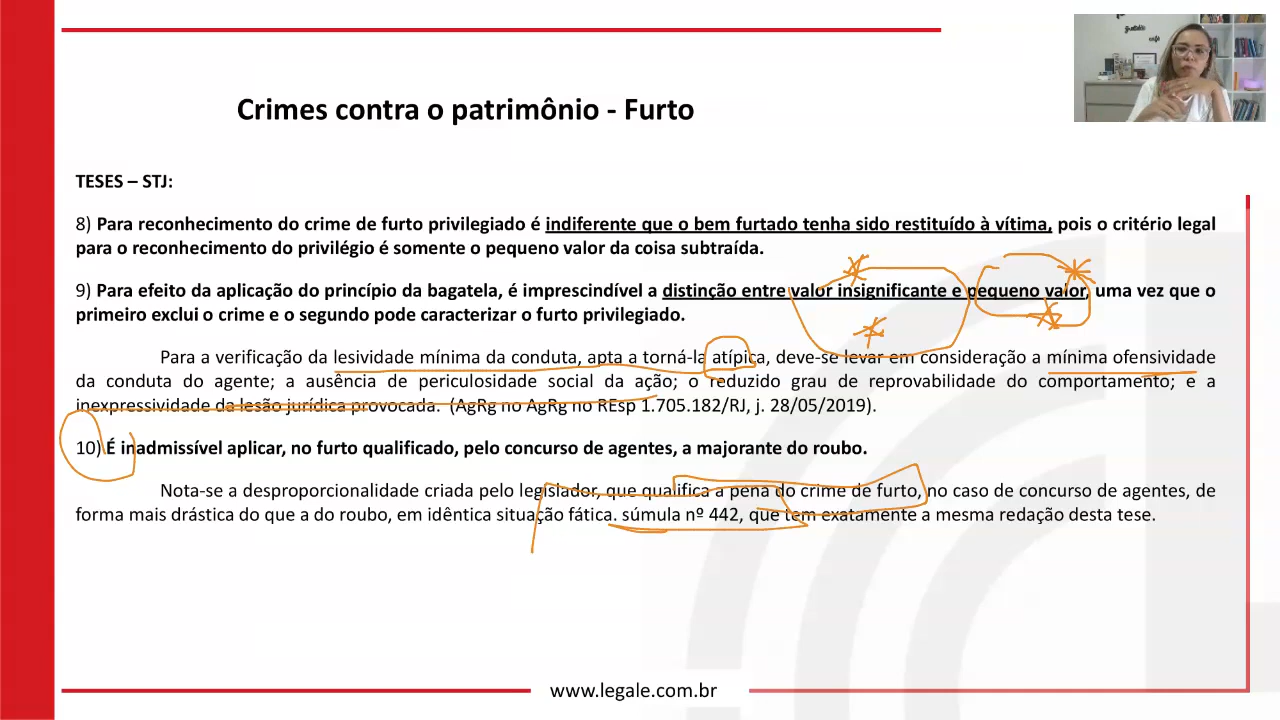 Crimes contra o patrimônio - Furto
TESES – STJ:
8) Para reconhecimento do crime de furto privilegiado é indiferente que o bem furtado tenha sido restituído à vítima, pois o critério legal
para o reconhecimento do privilégio é somente o pequeno valor da coisa subtraída.
9) Para efeito da aplicação do princípio da bagatela, é imprescindível a distinção entre valor insignificante e pequeno valor, uma vez que o
primeiro exclui o crime e o segundo pode caracterizar o furto privilegiado.
Para a verificação da lesividade mínima da conduta, apta a torná-la atípica, deve-se levar em consideração a mínima ofensividade
da conduta do agente; a ausência de periculosidade social da ação; o reduzido grau de reprovabilidade do comportamento; e a
inexpressividade da lesão jurídica provocada. (AgRg no AgRg no REsp 1.705.182/RJ, j. 28/05/2019).
10) É inadmissível aplicar, no furto qualificado, pelo concurso de agentes, a majorante do roubo.
Nota-se a desproporcionalidade criada pelo legislador, que qualifica a pena do crime de furto, no caso de concurso de agentes, de
forma mais drástica do que a do roubo, em idêntica situação fática. súmula nº 442, que tem exatamente a mesma redação desta tese.
www.legale.com.br